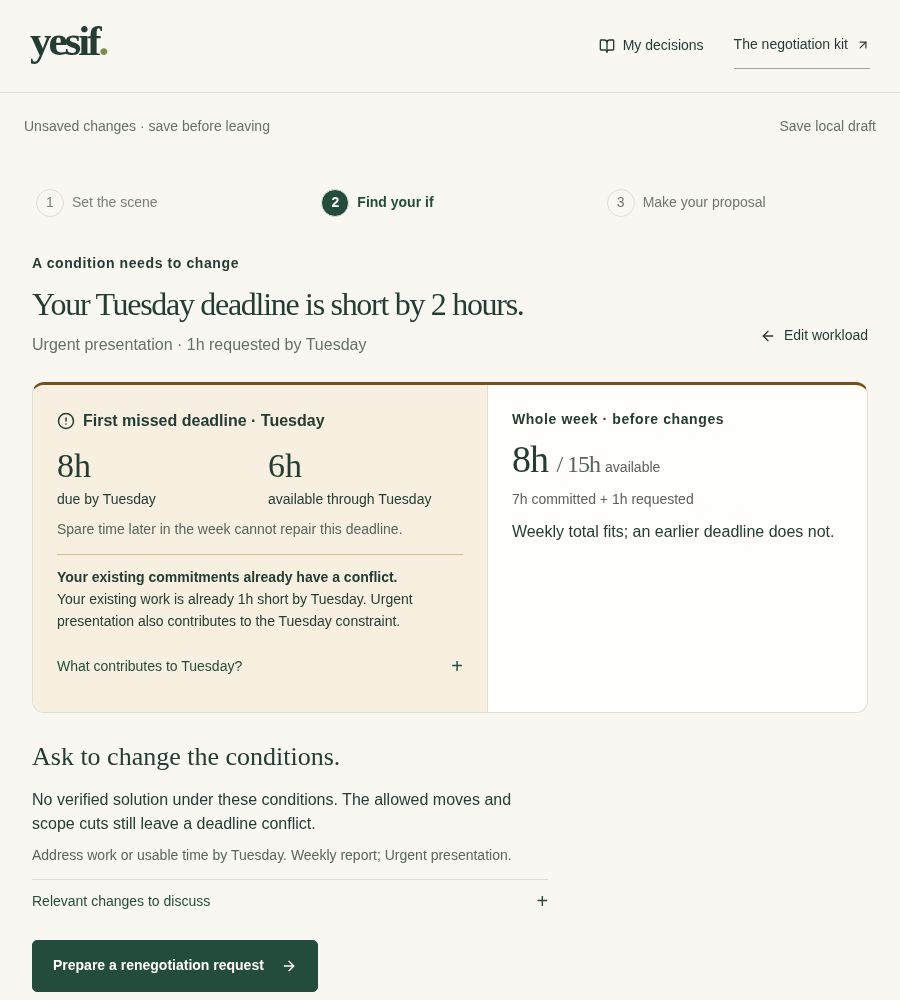 yesif.
My decisions
The negotiation kit
Unsaved changes · save before leaving
Save local draft
1 Set the scene
2 Find your if
3 Make your proposal
A condition needs to change
Your Tuesday deadline is short by 2 hours.
Urgent presentation · 1h requested by Tuesday
Edit workload
First missed deadline · Tuesday
8h
due by Tuesday
6h
available through Tuesday
Spare time later in the week cannot repair this deadline.
Your existing commitments already have a conflict.
Your existing work is already 1h short by Tuesday. Urgent
presentation also contributes to the Tuesday constraint.
What contributes to Tuesday? +
Whole week · before changes
8h / 15h available
7h committed + 1h requested
Weekly total fits; an earlier deadline does not.
Ask to change the conditions.
No verified solution under these conditions. The allowed moves and
scope cuts still leave a deadline conflict.
Address work or usable time by Tuesday. Weekly report; Urgent presentation.
Relevant changes to discuss +
Prepare a renegotiation request